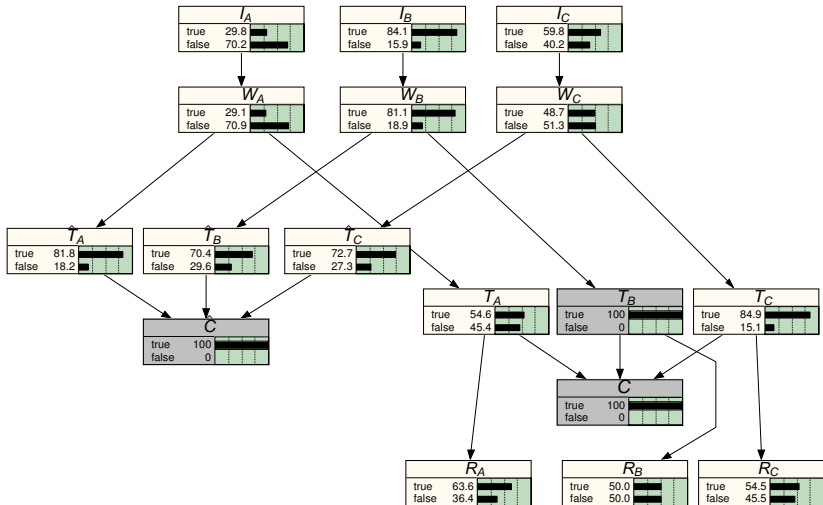 I_A
true 29.8
false 70.2
I_B
true 84.1
false 15.9
I_C
true 59.8
false 40.2
W_A
true 29.1
false 70.9
W_B
true 81.1
false 18.9
W_C
true 48.7
false 51.3
T̂_A
true 81.8
false 18.2
T̂_B
true 70.4
false 29.6
T̂_C
true 72.7
false 27.3
T_A
true 54.6
false 45.4
T_B
true 100
false 0
T_C
true 84.9
false 15.1
Ĉ
true 100
false 0
C
true 100
false 0
R_A
true 63.6
false 36.4
R_B
true 50.0
false 50.0
R_C
true 54.5
false 45.5